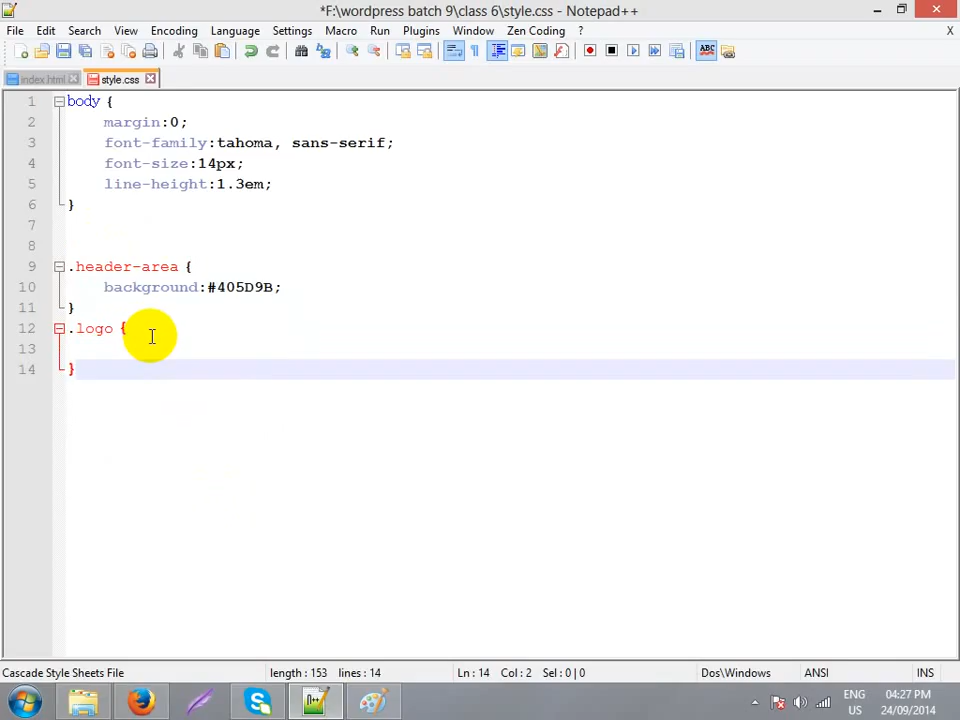 *F:\wordpress batch 9\class 6\style.css - Notepad++
File Edit Search View Encoding Language Settings Macro Run Plugins Window Zen Coding ? X
index.html style.css
1 body {
2 margin:0;
3 font-family:tahoma, sans-serif;
4 font-size:14px;
5 line-height:1.3em;
6 }
7
8
9 .header-area {
10 background:#405D9B;
11 }
12 .logo {
13
14 }
Cascade Style Sheets File length : 153 lines : 14 Ln : 14 Col : 2 Sel : 0 | 0 Dos\Windows ANSI INS
ENG 04:27 PM
US 24/09/2014